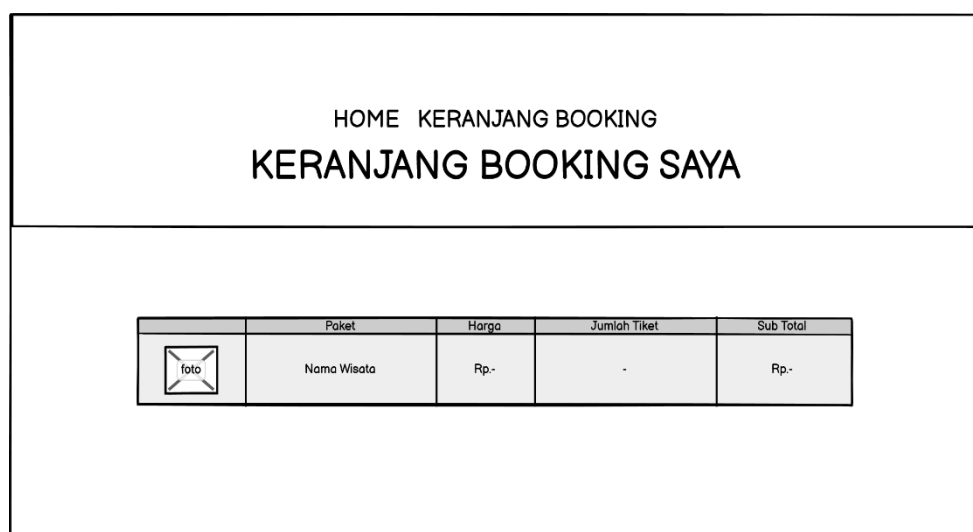 HOME KERANJANG BOOKING
KERANJANG BOOKING SAYA
Paket Harga Jumlah Tiket Sub Total
foto Nama Wisata Rp.- - Rp.-